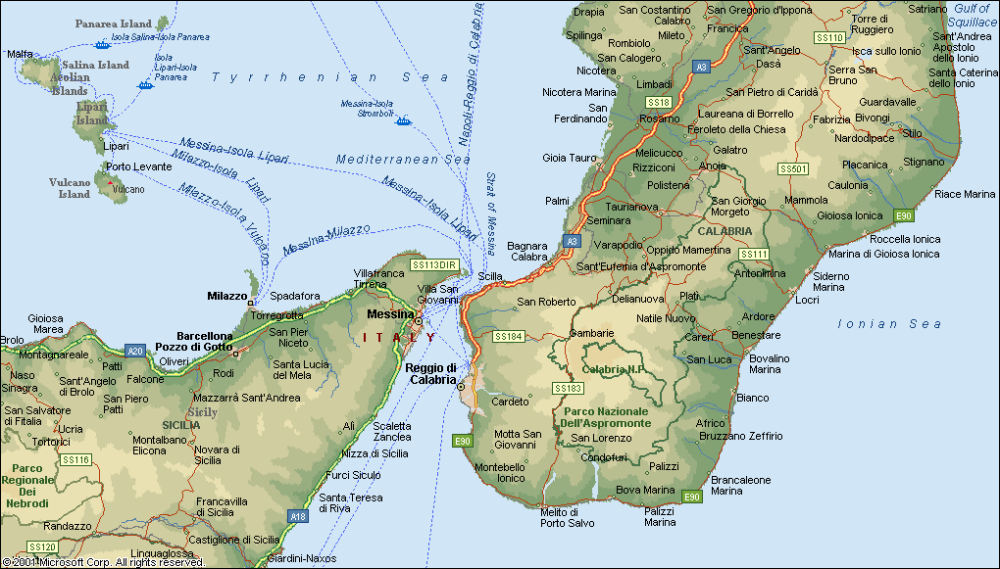 Panarea Island
Isola Salina-Isola Panarea
Malfa
Salina Island
Aeolian
Islands
Isola
Lipari-Isola
Panarea
Lipari
Island
Lipari
Porto Levante
Vulcano
Island
Vulcano
Tyrrhenian Sea
Messina-Isola
Stromboli
Mediterranean Sea
Napoli-Reggio di Calabria
Strait of Messina
Messina-Isola Lipari
Milazzo-Isola Lipari
Milazzo-Isola Vulcano
Messina-Isola Lipari
Messina-Milazzo
Drapia
San Costantino
Calabro
San Gregorio d'Ippona
Spilinga
Mileto
Francica
Rombiolo
San Calogero
Nicotera
Limbadi
Nicotera Marina
San
Ferdinando
A3
SS18
Rosarno
Sant'Angelo
Dasà
San Pietro di Caridà
Laureana di Borrello
Feroleto della Chiesa
SS110
Torre di
Ruggiero
Satriano
Gulf of
Squillace
Isca sullo Ionio
Sant'Andrea
Apostolo
dello Ionio
Serra San
Bruno
Santa Caterina
dello Ionio
Guardavalle
Fabrizia
Bivongi
Stilo
Nardodipace
Gioia Tauro
Melicucco
Galatro
Rizziconi
Anoia
Polistena
SS501
Placanica
Stignano
Caulonia
Riace Marina
Palmi
Taurianova
San Giorgio
Morgeto
Mammola
Gioiosa Ionica
E90
Seminara
CALABRIA
Roccella Ionica
A3
Varapodio
Oppido Mamertina
SS111
Marina di Gioiosa Ionica
Bagnara
Calabra
Sant'Eufemia d'Aspromonte
Antonimina
Siderno
Marina
Scilla
SS113DIR
Villafranca
Tirrena
Villa San
Giovanni
San Roberto
Delianuova
Platì
Locri
Milazzo
Spadafora
Torregrotta
Messina
ITALY
Natile Nuovo
Ardore
Ionian Sea
Gioiosa
Marea
Brolo
Barcellona
Pozzo di Gotto
San Pier
Niceto
SS184
Gambarie
Careri
Benestare
Montagnareale
A20
Patti
Oliveri
Santa Lucia
del Mela
Reggio di
Calabria
Calabria N.P.
San Luca
Bovalino
Marina
Naso
Sinagra
Sant'Angelo
di Brolo
Falcone
Rodì
SS183
San Piero
Patti
Mazzarrà Sant'Andrea
Cardeto
Parco Nazionale
Dell'Aspromonte
Bianco
San Salvatore
di Fitalia
Sicily
SICILIA
Ucria
Tortorici
Montalbano
Elicona
Alì
Scaletta
Zanclea
E90
Motta San
Giovanni
San Lorenzo
Africo
Bruzzano Zeffirio
SS116
Novara di
Sicilia
Nizza di Sicilia
Condofuri
Palizzi
Parco
Regionale
Dei
Nebrodi
Furci Siculo
Montebello
Ionico
Brancaleone
Marina
Bova Marina
E90
Santa Teresa
di Riva
Francavilla
di Sicilia
A18
Melito di
Porto Salvo
Palizzi
Marina
Randazzo
Castiglione di Sicilia
SS120
Linguaglossa
Giardini-Naxos
© 2001 Microsoft Corp. All rights reserved.